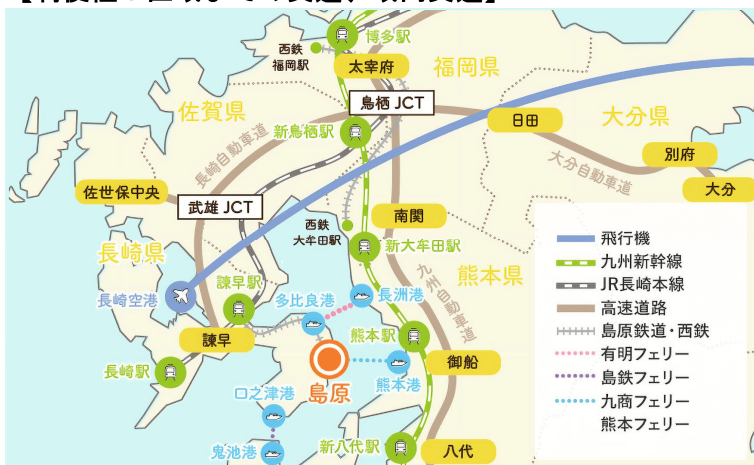 博多駅
西鉄
福岡駅
太宰府
福岡県
佐賀県
鳥栖 JCT
新鳥栖駅
日田
大分県
長崎自動車道
大分自動車道
別府
大分
佐世保中央
武雄 JCT
南関
西鉄
大牟田駅
新大牟田駅
長崎県
熊本県
九州自動車道
長崎空港
諫早駅
多比良港
長洲港
諫早
熊本駅
御船
長崎駅
島原
熊本港
口之津港
鬼池港
新八代駅
八代
飛行機
九州新幹線
JR長崎本線
高速道路
島原鉄道・西鉄
有明フェリー
島鉄フェリー
九商フェリー
熊本フェリー